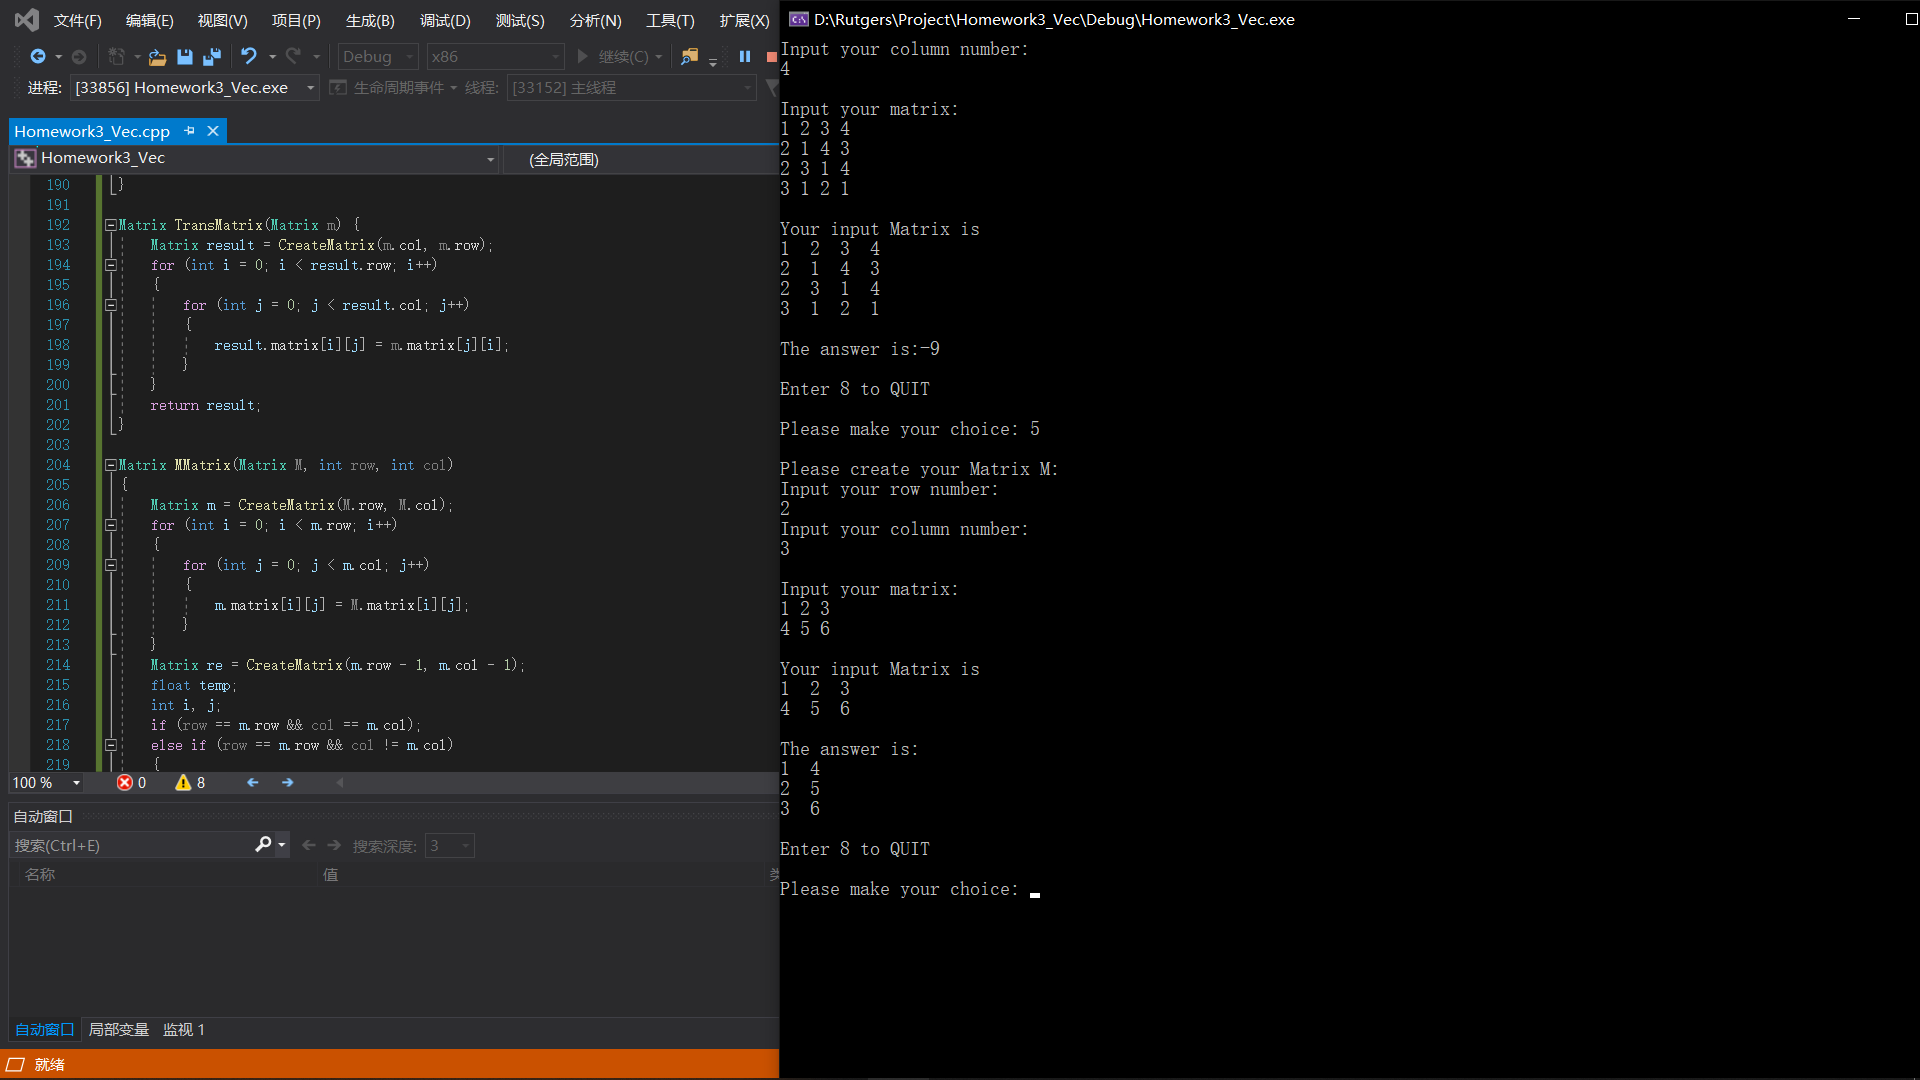 文件(F) 编辑(E) 视图(V) 项目(P) 生成(B) 调试(D) 测试(S) 分析(N) 工具(T) 扩展(X)
Debug x86 继续(C)
进程: [33856] Homework3_Vec.exe 生命周期事件 线程: [33152] 主线程
Homework3_Vec.cpp
Homework3_Vec (全局范围)
190 }
191
192 Matrix TransMatrix(Matrix m) {
193 Matrix result = CreateMatrix(m.col, m.row);
194 for (int i = 0; i < result.row; i++)
195 {
196 for (int j = 0; j < result.col; j++)
197 {
198 result.matrix[i][j] = m.matrix[j][i];
199 }
200 }
201 return result;
202 }
203
204 Matrix MMatrix(Matrix M, int row, int col)
205 {
206 Matrix m = CreateMatrix(M.row, M.col);
207 for (int i = 0; i < m.row; i++)
208 {
209 for (int j = 0; j < m.col; j++)
210 {
211 m.matrix[i][j] = M.matrix[i][j];
212 }
213 }
214 Matrix re = CreateMatrix(m.row - 1, m.col - 1);
215 float temp;
216 int i, j;
217 if (row == m.row && col == m.col);
218 else if (row == m.row && col != m.col)
219 {
100 % 0 8
自动窗口
搜索(Ctrl+E) 搜索深度: 3
名称 值
自动窗口 局部变量 监视 1
就绪
D:\Rutgers\Project\Homework3_Vec\Debug\Homework3_Vec.exe
Input your column number:
4
Input your matrix:
1 2 3 4
2 1 4 3
2 3 1 4
3 1 2 1
Your input Matrix is
1 2 3 4
2 1 4 3
2 3 1 4
3 1 2 1
The answer is:-9
Enter 8 to QUIT
Please make your choice: 5
Please create your Matrix M:
Input your row number:
2
Input your column number:
3
Input your matrix:
1 2 3
4 5 6
Your input Matrix is
1 2 3
4 5 6
The answer is:
1 4
2 5
3 6
Enter 8 to QUIT
Please make your choice: